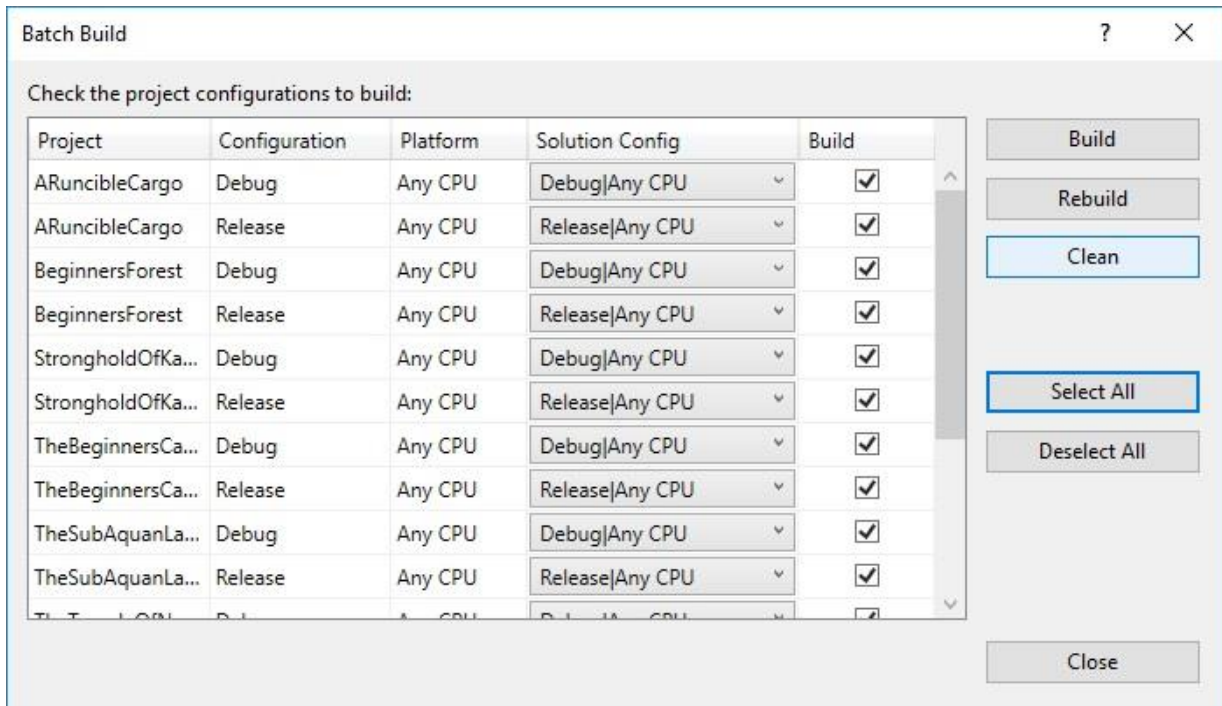 Batch Build ?
Check the project configurations to build:
Project Configuration Platform Solution Config Build
ARuncibleCargo Debug Any CPU Debug|Any CPU
ARuncibleCargo Release Any CPU Release|Any CPU
BeginnersForest Debug Any CPU Debug|Any CPU
BeginnersForest Release Any CPU Release|Any CPU
StrongholdOfKa... Debug Any CPU Debug|Any CPU
StrongholdOfKa... Release Any CPU Release|Any CPU
TheBeginnersCa... Debug Any CPU Debug|Any CPU
TheBeginnersCa... Release Any CPU Release|Any CPU
TheSubAquanLa... Debug Any CPU Debug|Any CPU
TheSubAquanLa... Release Any CPU Release|Any CPU
Build
Rebuild
Clean
Select All
Deselect All
Close